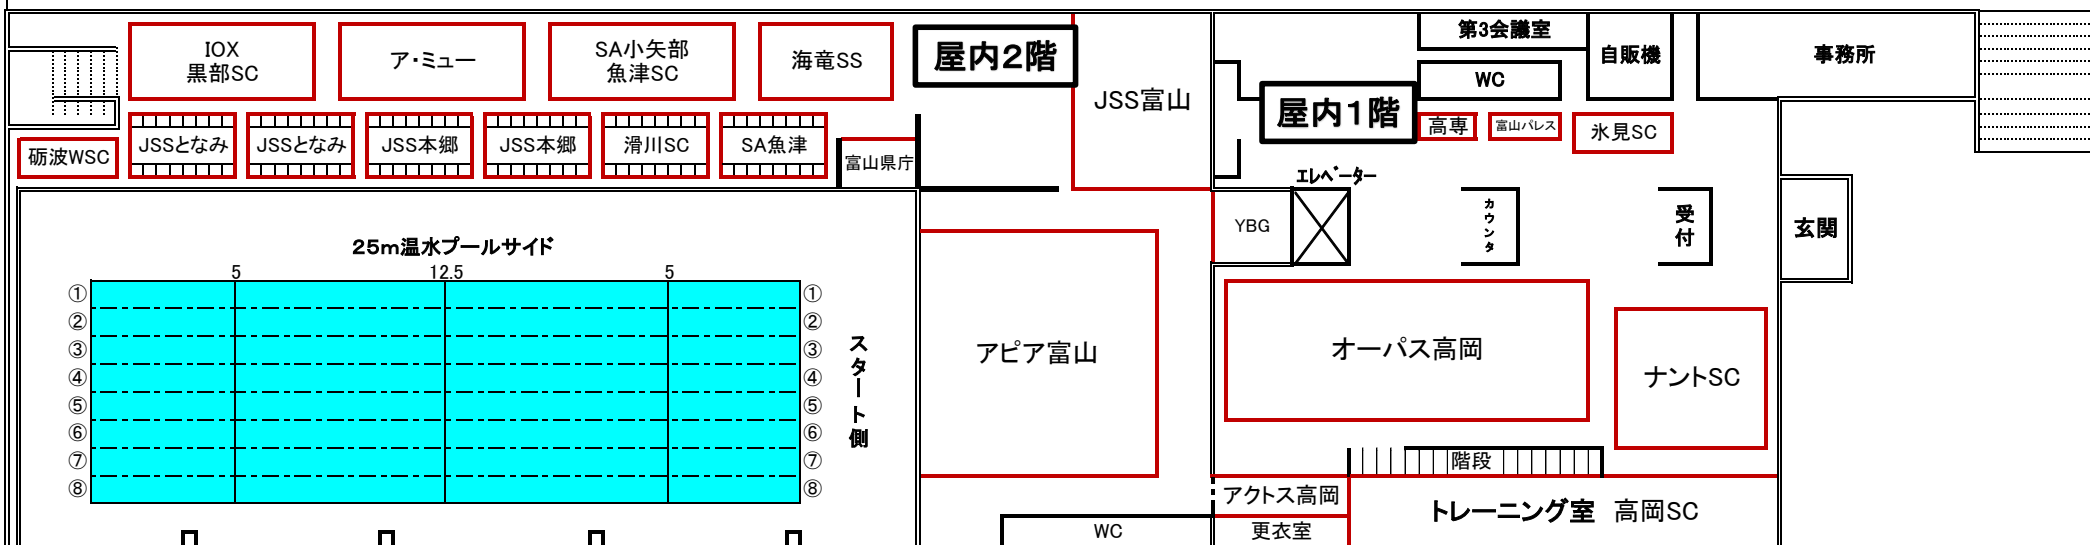 IOX
黒部SC
ア・ミュー
SA小矢部
魚津SC
海竜SS
屋内2階
JSS富山
第3会議室
自販機
事務所
WC
屋内1階
高専
富山パレス
氷見SC
砺波WSC
JSSとなみ
JSSとなみ
JSS本郷
JSS本郷
滑川SC
SA魚津
富山県庁
エレベーター
YBG
カウンタ
受付
玄関
25m温水プールサイド
5
12.5
5
①
②
③
④
⑤
⑥
⑦
⑧
①
②
③
④
⑤
⑥
⑦
⑧
スタート側
アピア富山
オーパス高岡
ナントSC
階段
アクトス高岡
トレーニング室 高岡SC
WC
更衣室